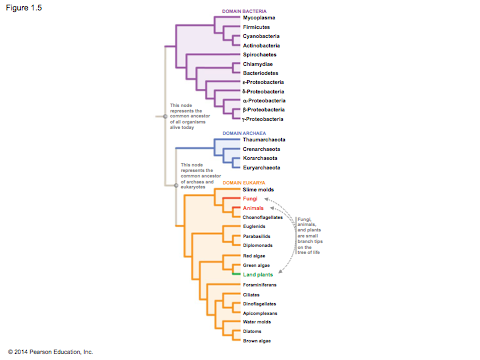 Figure 1.5
DOMAIN BACTERIA
Mycoplasma
Firmicutes
Cyanobacteria
Actinobacteria
Spirochaetes
Chlamydiae
Bacteriodetes
ε-Proteobacteria
δ-Proteobacteria
α-Proteobacteria
β-Proteobacteria
γ-Proteobacteria
This node
represents the
common ancestor
of all organisms
alive today
DOMAIN ARCHAEA
Thaumarchaeota
Crenarchaeota
Korarchaeota
Euryarchaeota
This node
represents the
common ancestor
of archaea and
eukaryotes
DOMAIN EUKARYA
Slime molds
Fungi
Animals
Choanoflagellates
Euglenids
Parabasilids
Diplomonads
Red algae
Green algae
Land plants
Foraminiferans
Ciliates
Dinoflagellates
Apicomplexans
Water molds
Diatoms
Brown algae
Fungi,
animals,
and plants
are small
branch tips
on the
tree of life
© 2014 Pearson Education, Inc.